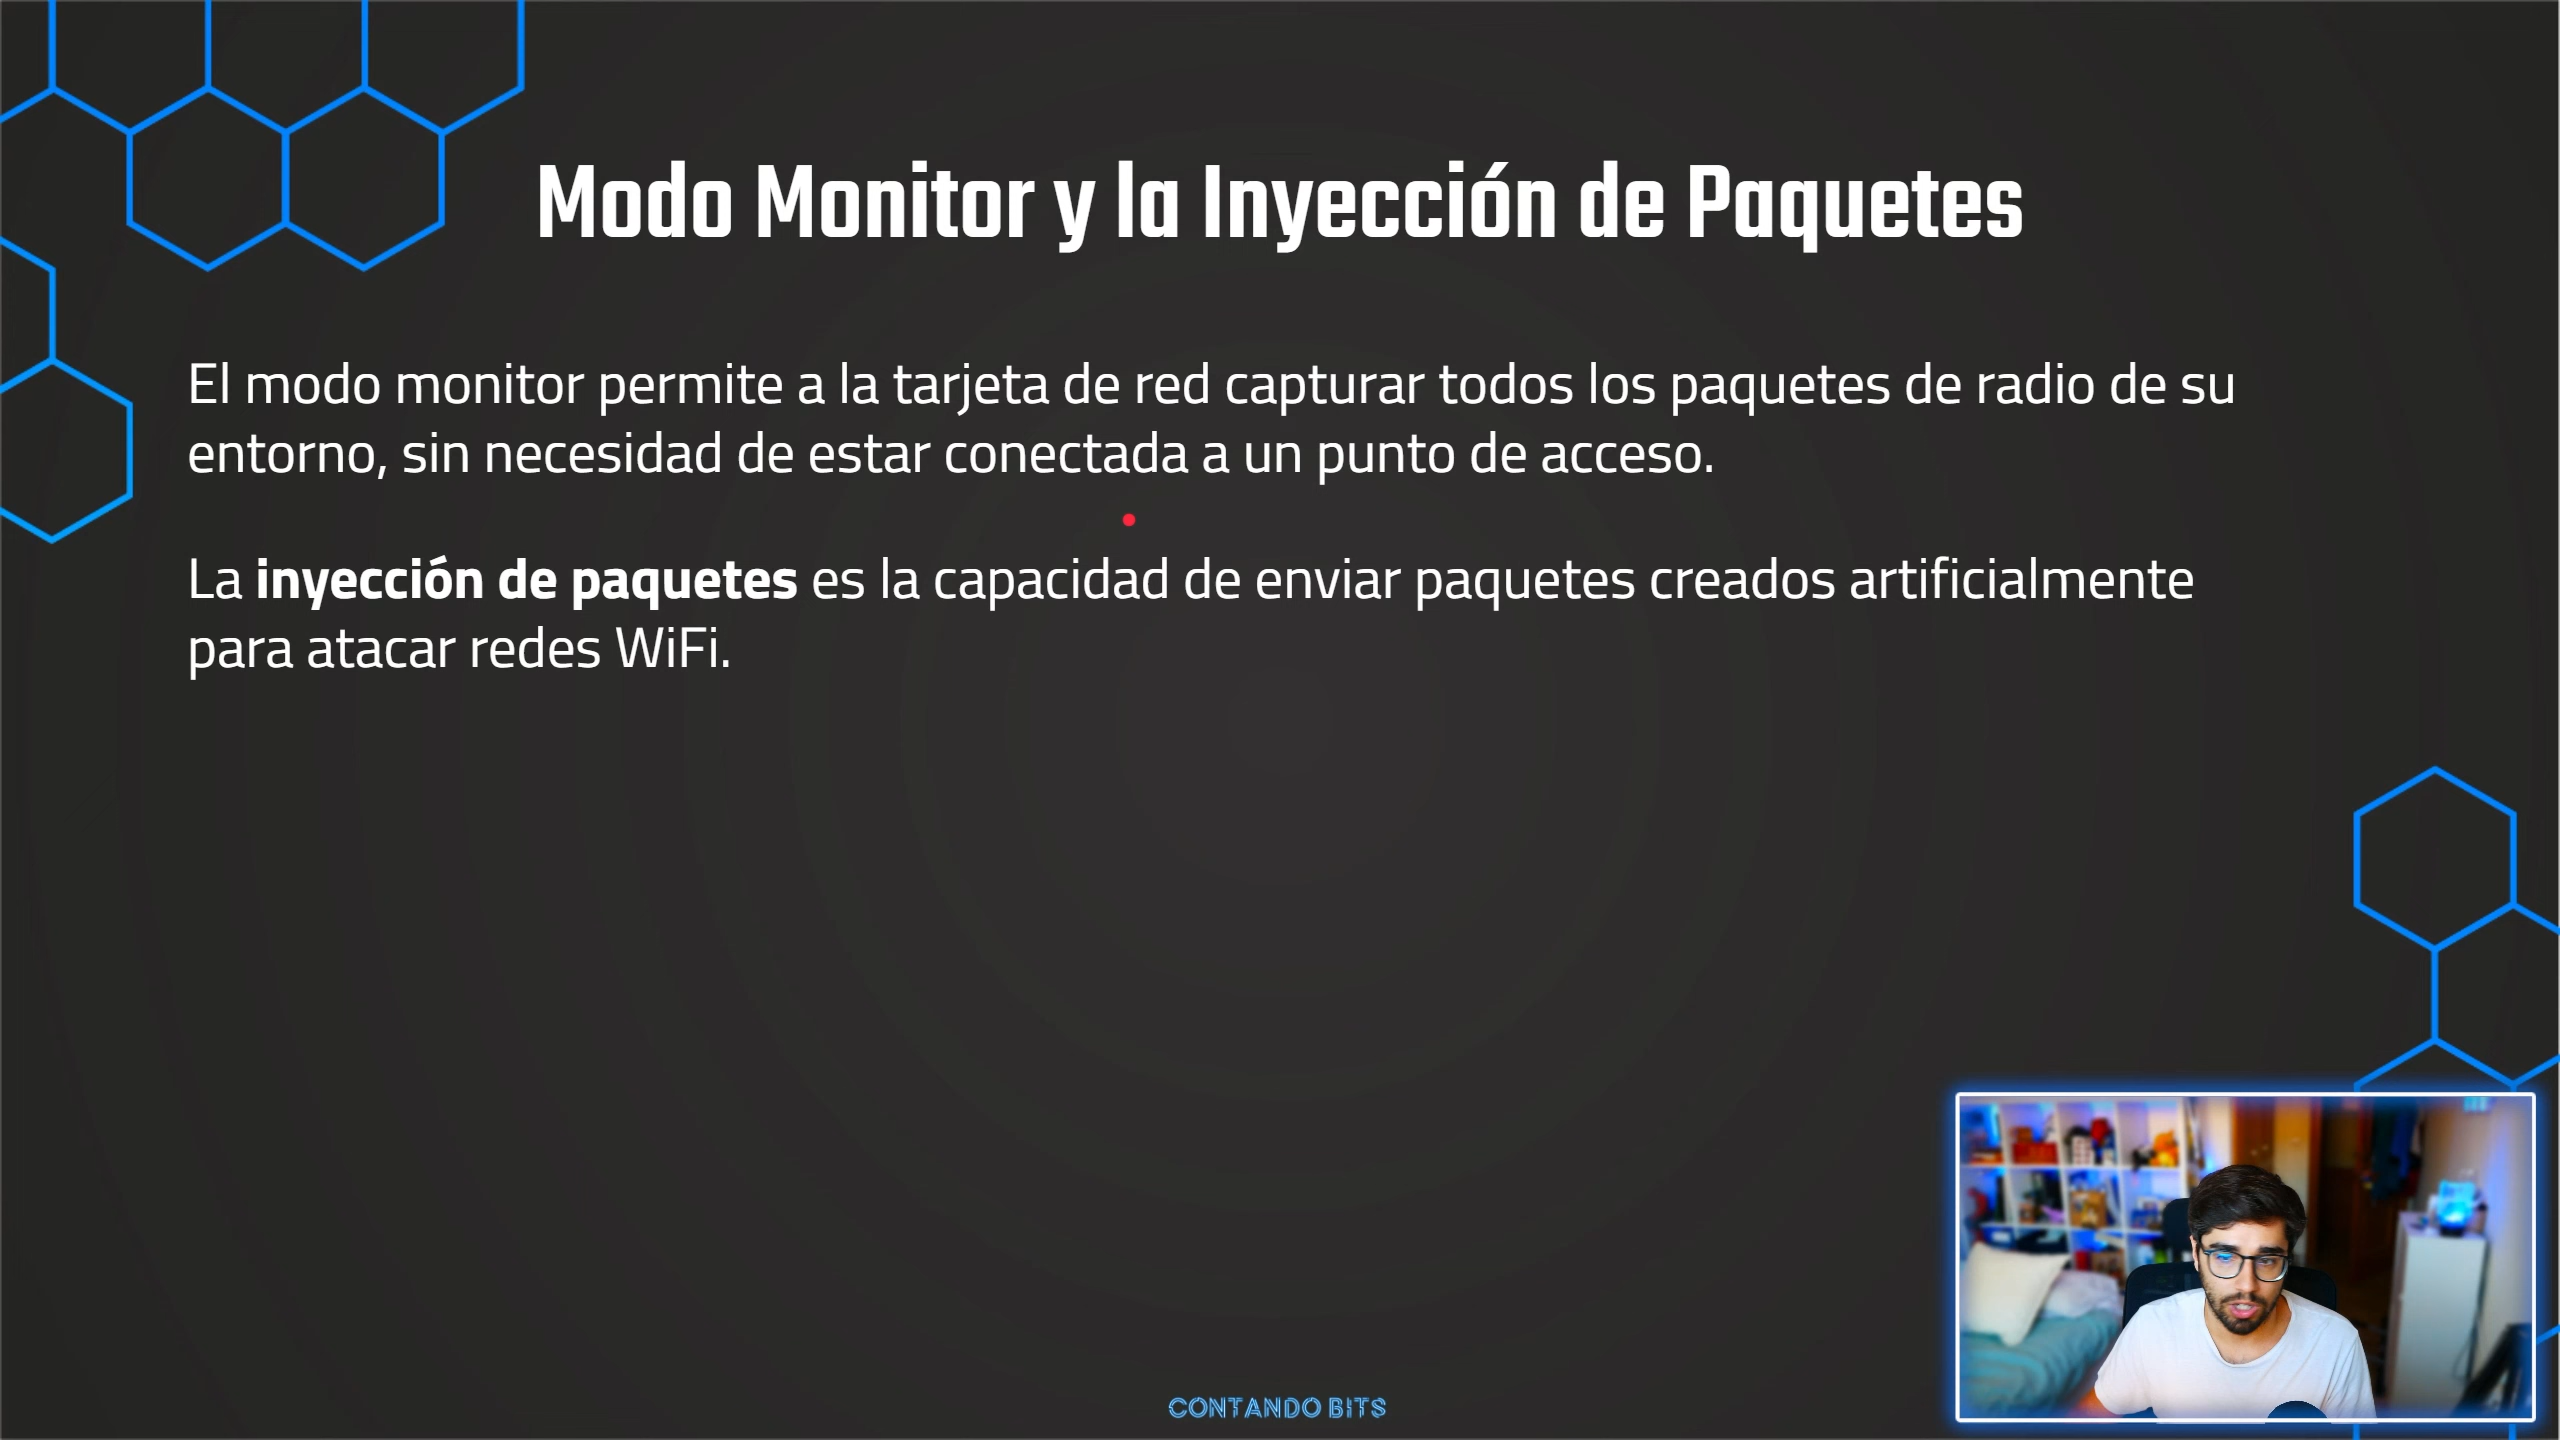 Modo Monitor y la Inyección de Paquetes
El modo monitor permite a la tarjeta de red capturar todos los paquetes de radio de su
entorno, sin necesidad de estar conectada a un punto de acceso.
La inyección de paquetes es la capacidad de enviar paquetes creados artificialmente
para atacar redes WiFi.
CONTANDO BITS